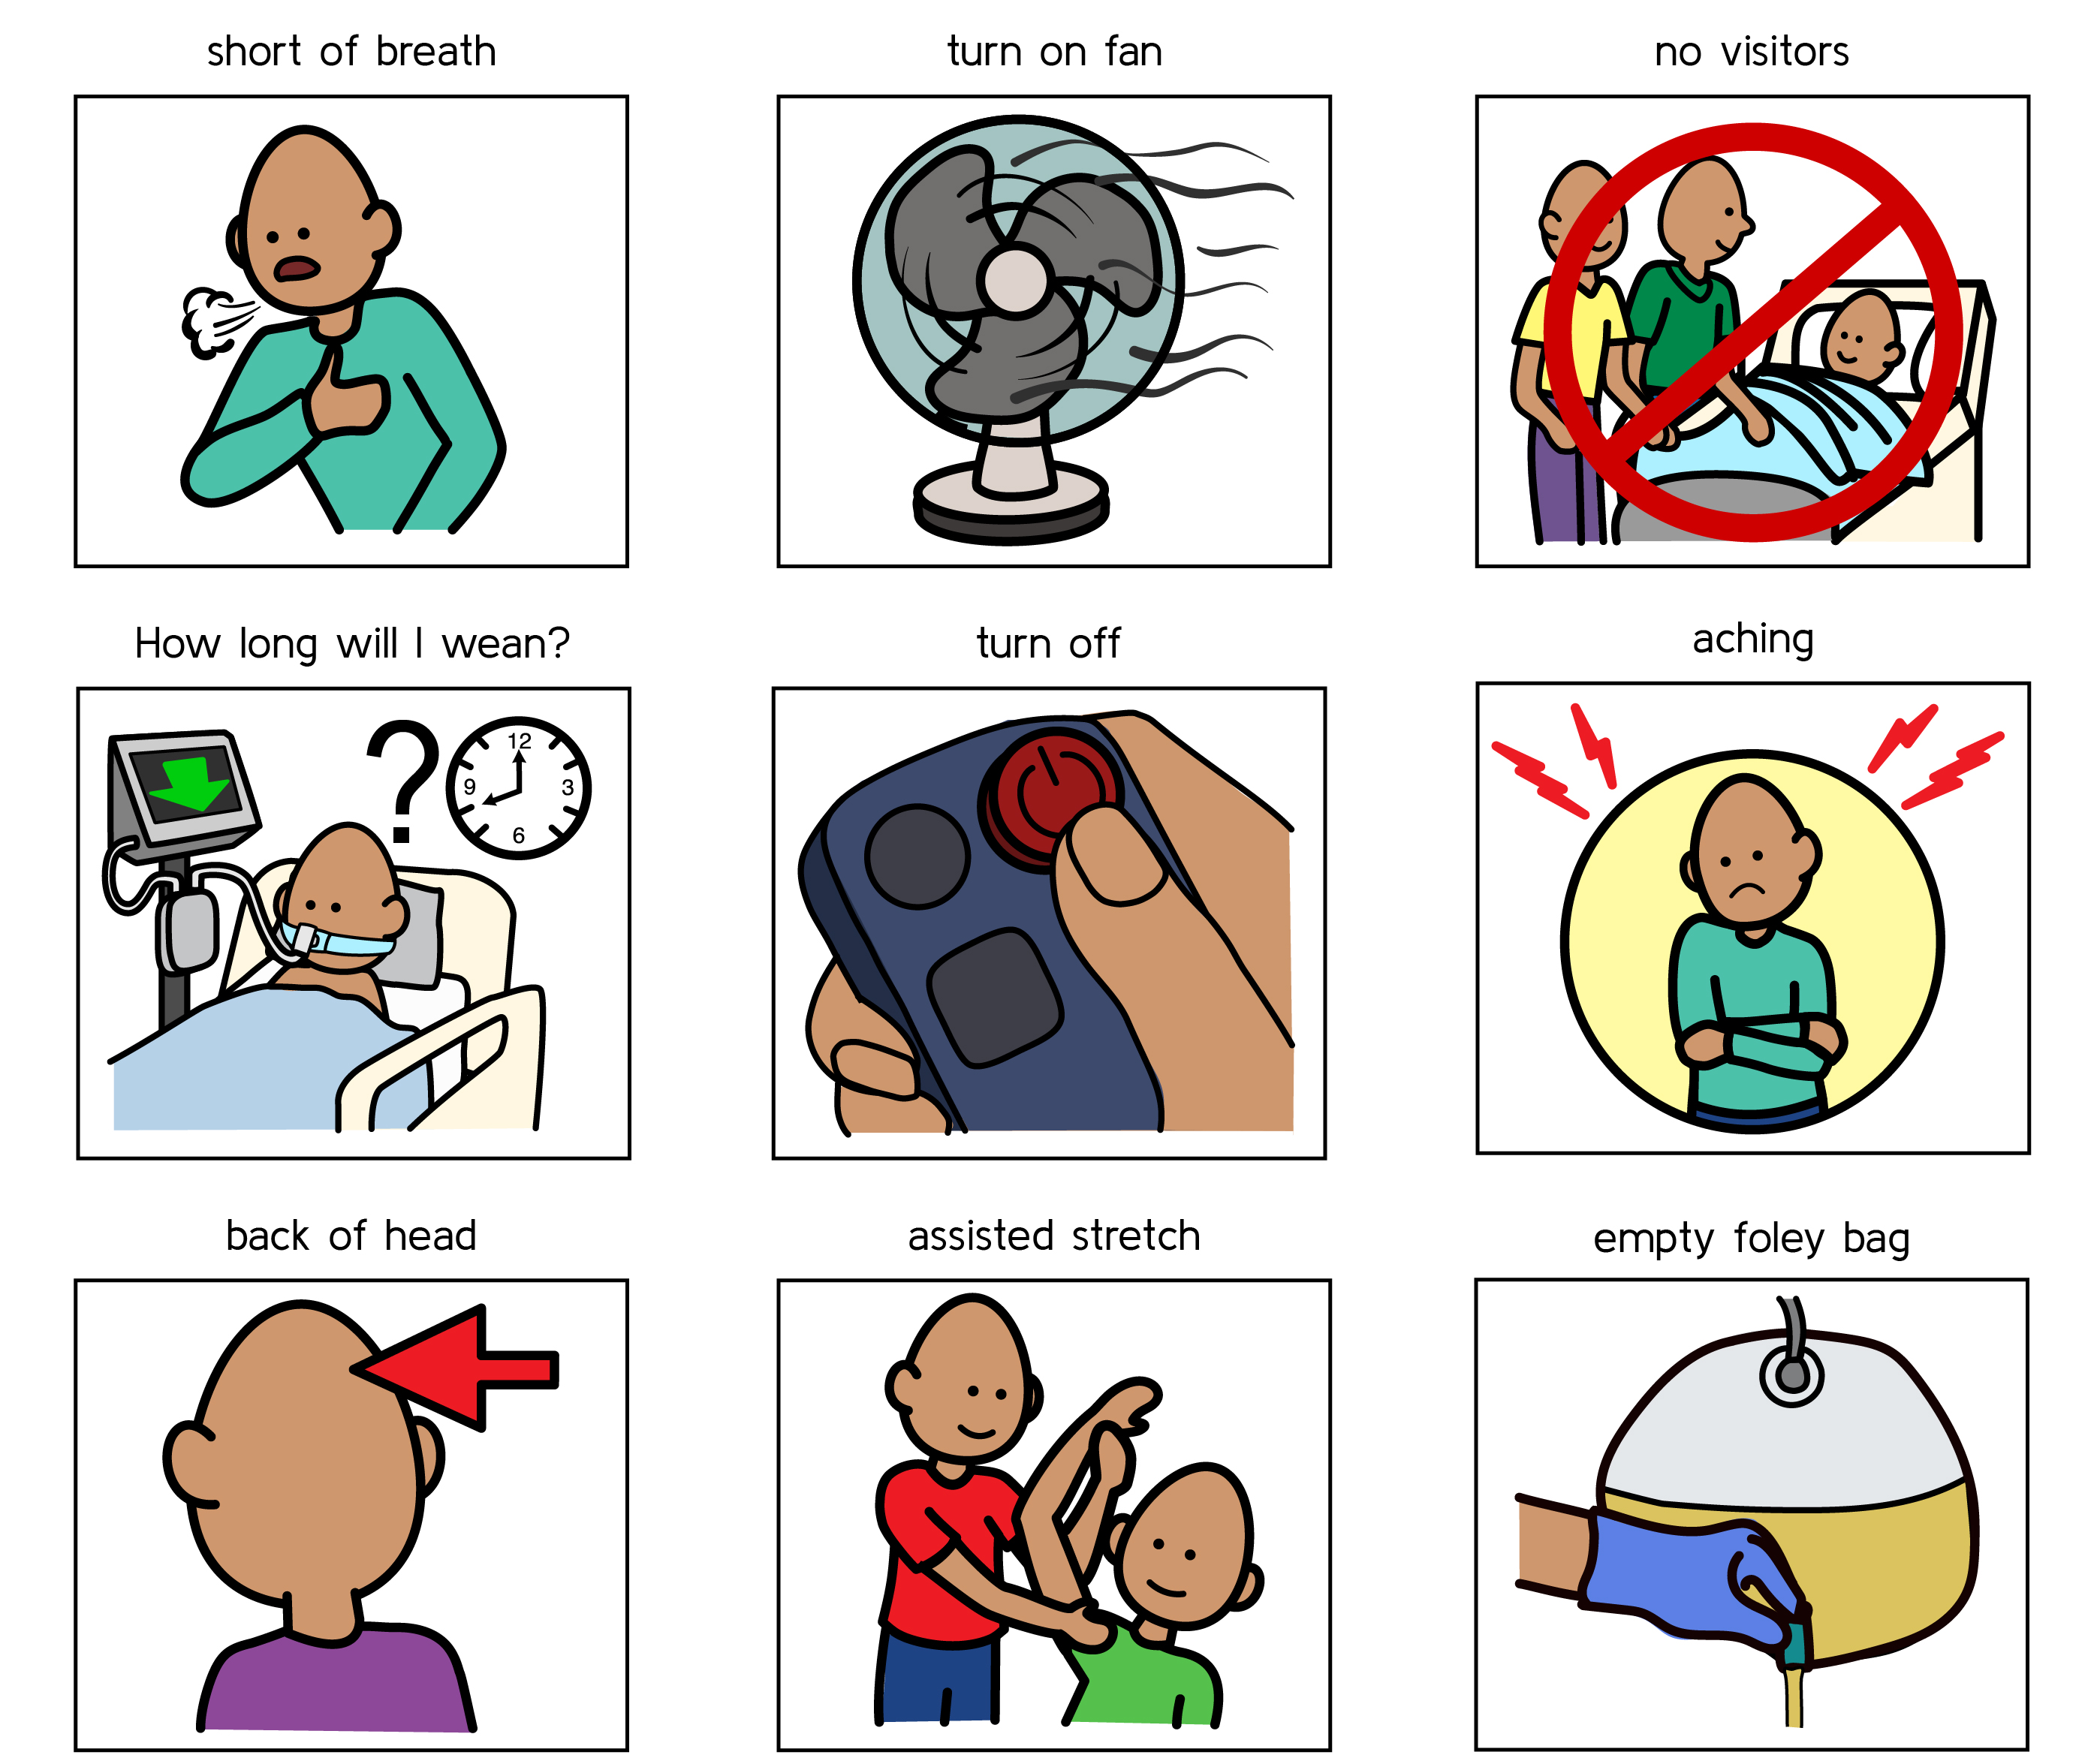 short of breath
turn on fan
no visitors
How long will I wean?
turn off
aching
12
9
3
6
back of head
assisted stretch
empty foley bag